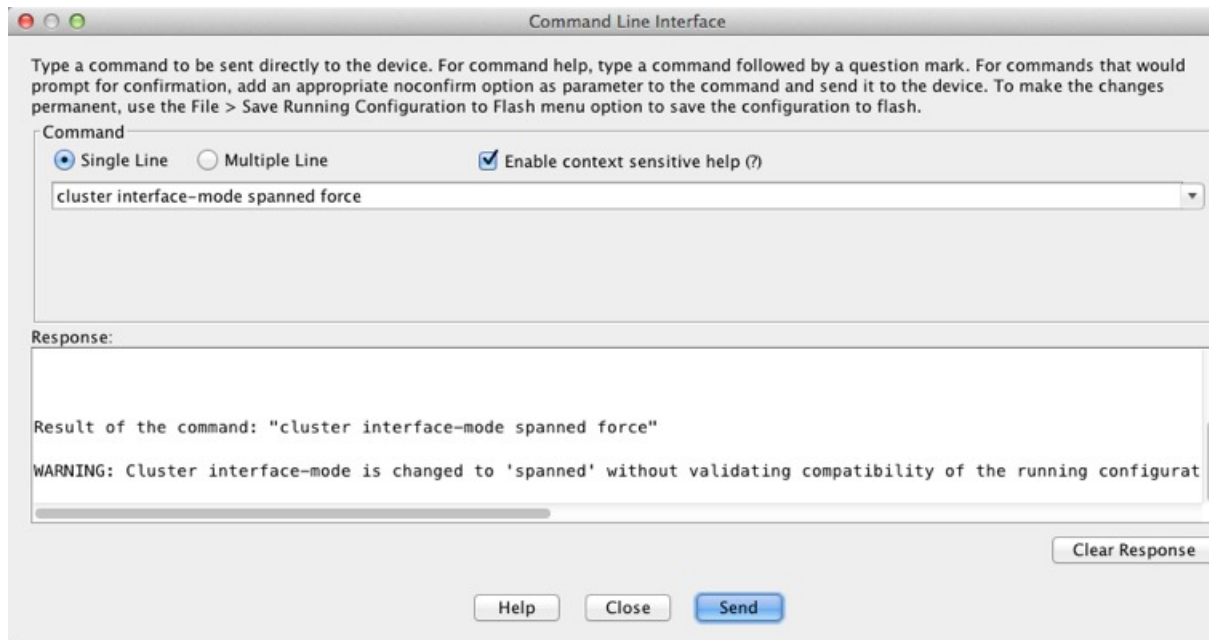 Command Line Interface
Type a command to be sent directly to the device. For command help, type a command followed by a question mark. For commands that would
prompt for confirmation, add an appropriate noconfirm option as parameter to the command and send it to the device. To make the changes
permanent, use the File > Save Running Configuration to Flash menu option to save the configuration to flash.
Command
Single Line Multiple Line Enable context sensitive help (?)
cluster interface-mode spanned force
Response:
Result of the command: "cluster interface-mode spanned force"
WARNING: Cluster interface-mode is changed to 'spanned' without validating compatibility of the running configurat
Clear Response
Help Close Send